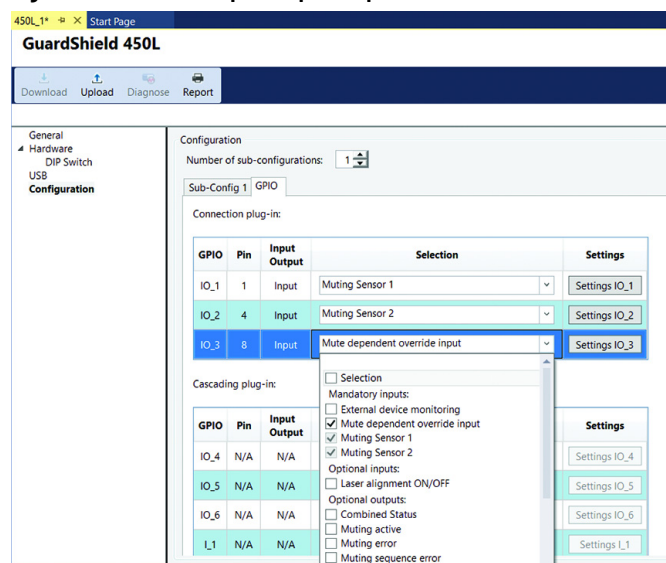 450L_1* Start Page
GuardShield 450L
Download Upload Diagnose Report
General
Hardware
DIP Switch
USB
Configuration
Configuration
Number of sub-configurations: 1
Sub-Config 1 GPIO
Connection plug-in:
GPIO Pin Input Output Selection Settings
IO_1 1 Input Muting Sensor 1 Settings IO_1
IO_2 4 Input Muting Sensor 2 Settings IO_2
IO_3 8 Input Mute dependent override input Settings IO_3
Selection
Mandatory inputs:
External device monitoring
Mute dependent override input
Muting Sensor 1
Muting Sensor 2
Optional inputs:
Laser alignment ON/OFF
Optional outputs:
Combined Status
Muting active
Muting error
Muting sequence error
Cascading plug-in:
GPIO Pin Input Output Settings
IO_4 N/A N/A Settings IO_4
IO_5 N/A N/A Settings IO_5
IO_6 N/A N/A Settings IO_6
I_1 N/A N/A Settings I_1